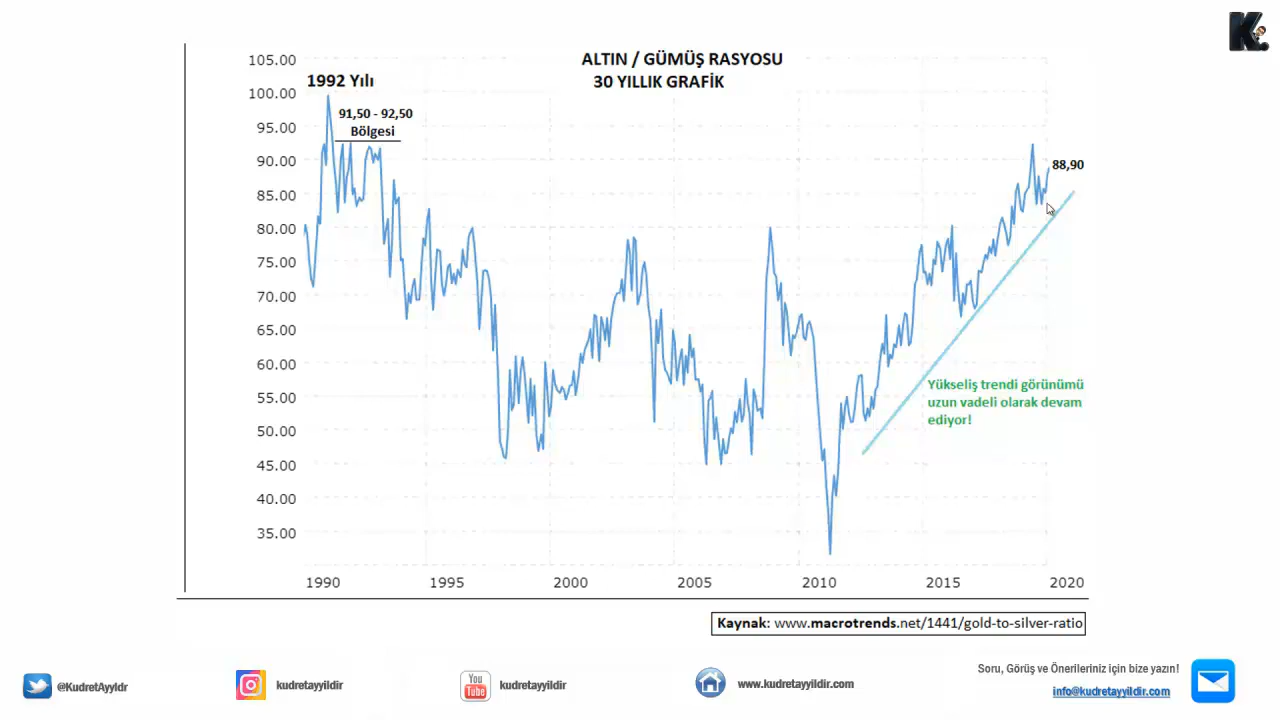 K.
ALTIN / GÜMÜŞ RASYOSU
30 YILLIK GRAFİK
1992 Yılı
91,50 - 92,50
Bölgesi
88,90
105.00
100.00
95.00
90.00
85.00
80.00
75.00
70.00
65.00
60.00
55.00
50.00
45.00
40.00
35.00
Yükseliş trendi görünümü
uzun vadeli olarak devam
ediyor!
1990 1995 2000 2005 2010 2015 2020
Kaynak: www.macrotrends.net/1441/gold-to-silver-ratio
@KudretAyyldr
kudretayyildir
You
Tube
kudretayyildir
www.kudretayyildir.com
Soru, Görüş ve Önerileriniz için bize yazın!
info@kudretayyildir.com